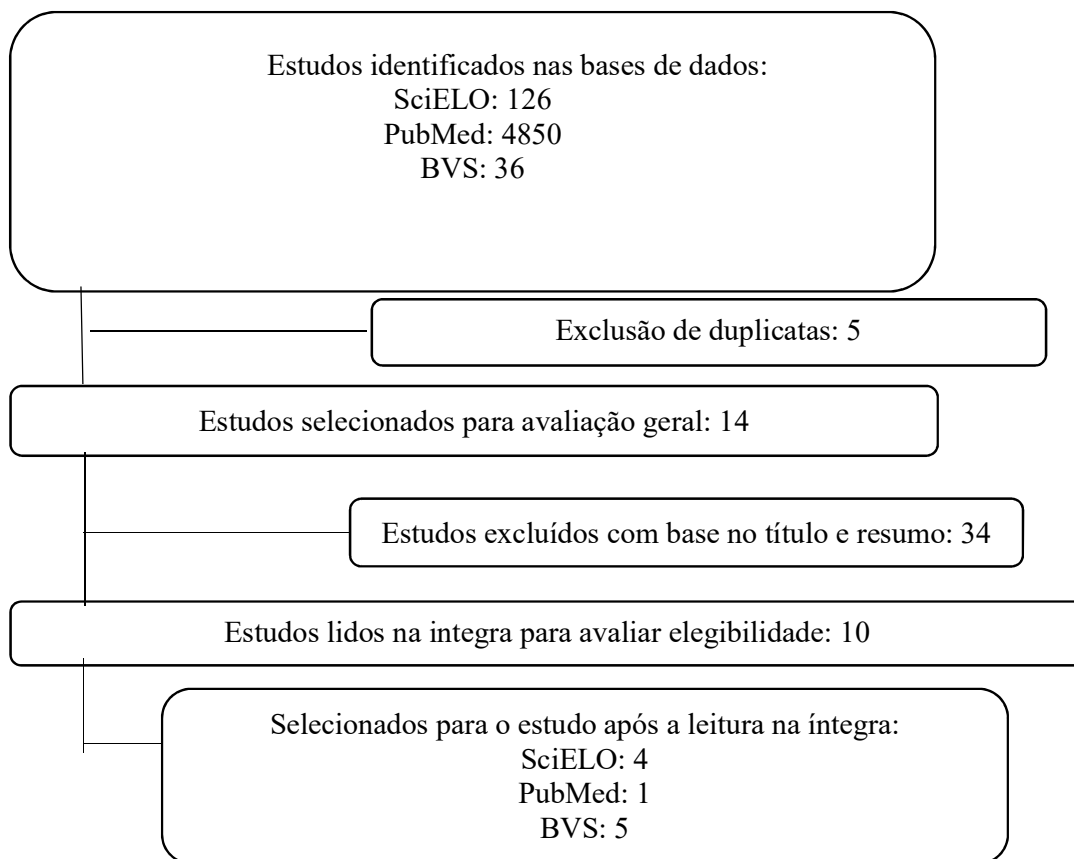 Estudos identificados nas bases de dados:
SciELO: 126
PubMed: 4850
BVS: 36
Exclusão de duplicatas: 5
Estudos selecionados para avaliação geral: 14
Estudos excluídos com base no título e resumo: 34
Estudos lidos na integra para avaliar elegibilidade: 10
Selecionados para o estudo após a leitura na íntegra:
SciELO: 4
PubMed: 1
BVS: 5